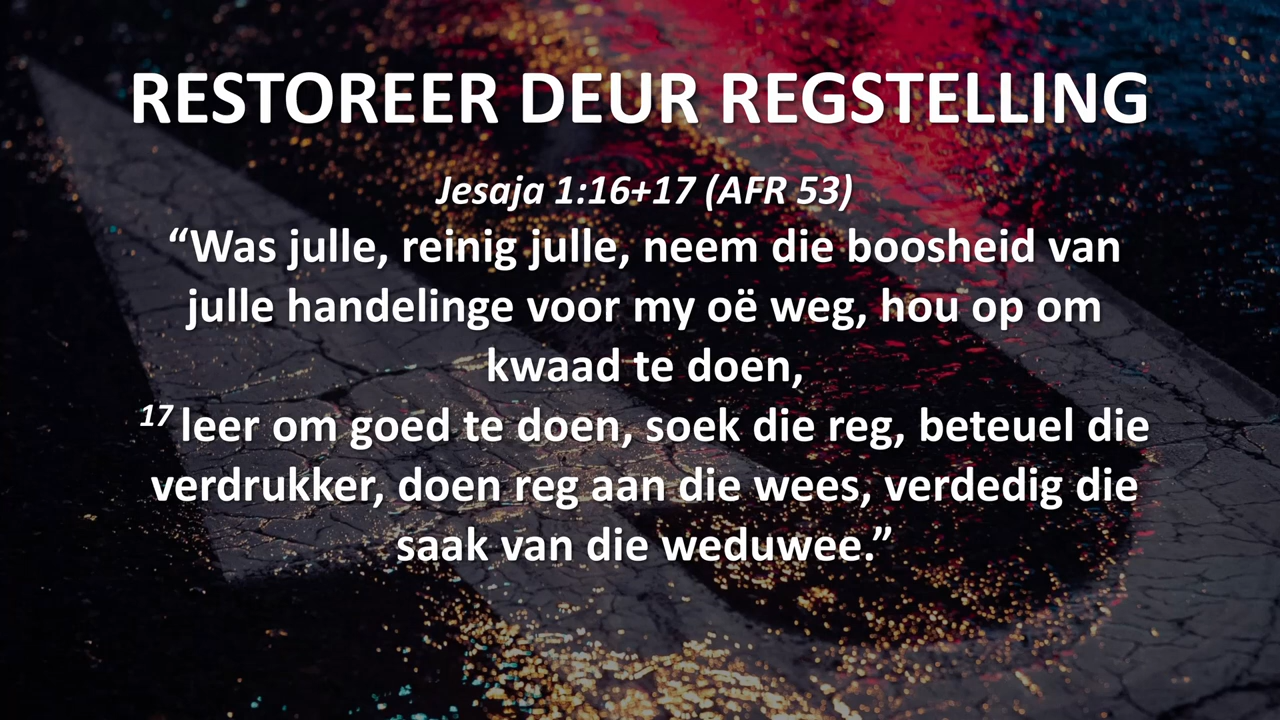 RESTOREER DEUR REGSTELLING
Jesaja 1:16+17 (AFR 53)
“Was julle, reinig julle, neem die boosheid van
julle handelinge voor my oë weg, hou op om
kwaad te doen,
17 leer om goed te doen, soek die reg, beteuel die
verdrukker, doen reg aan die wees, verdedig die
saak van die weduwee.”